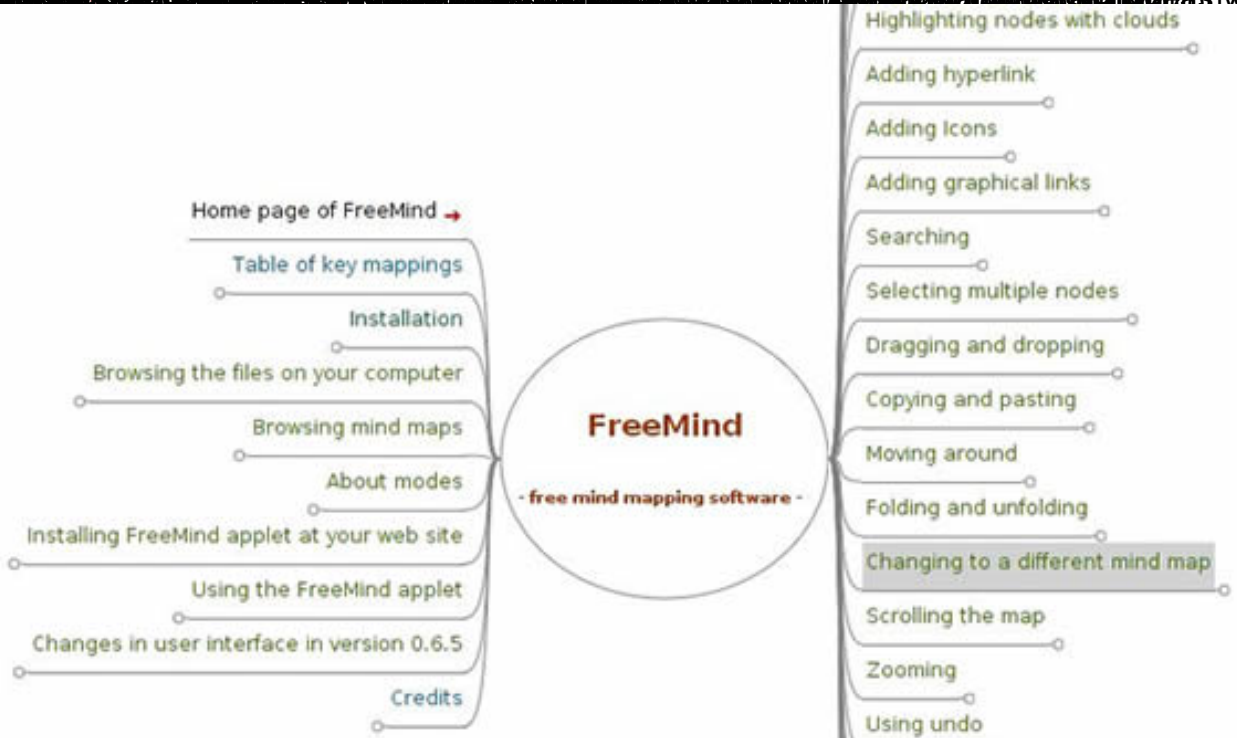 Home page of FreeMind
Table of key mappings
Installation
Browsing the files on your computer
Browsing mind maps
About modes
Installing FreeMind applet at your web site
Using the FreeMind applet
Changes in user interface in version 0.6.5
Credits
FreeMind
- free mind mapping software -
Highlighting nodes with clouds
Adding hyperlink
Adding Icons
Adding graphical links
Searching
Selecting multiple nodes
Dragging and dropping
Copying and pasting
Moving around
Folding and unfolding
Changing to a different mind map
Scrolling the map
Zooming
Using undo